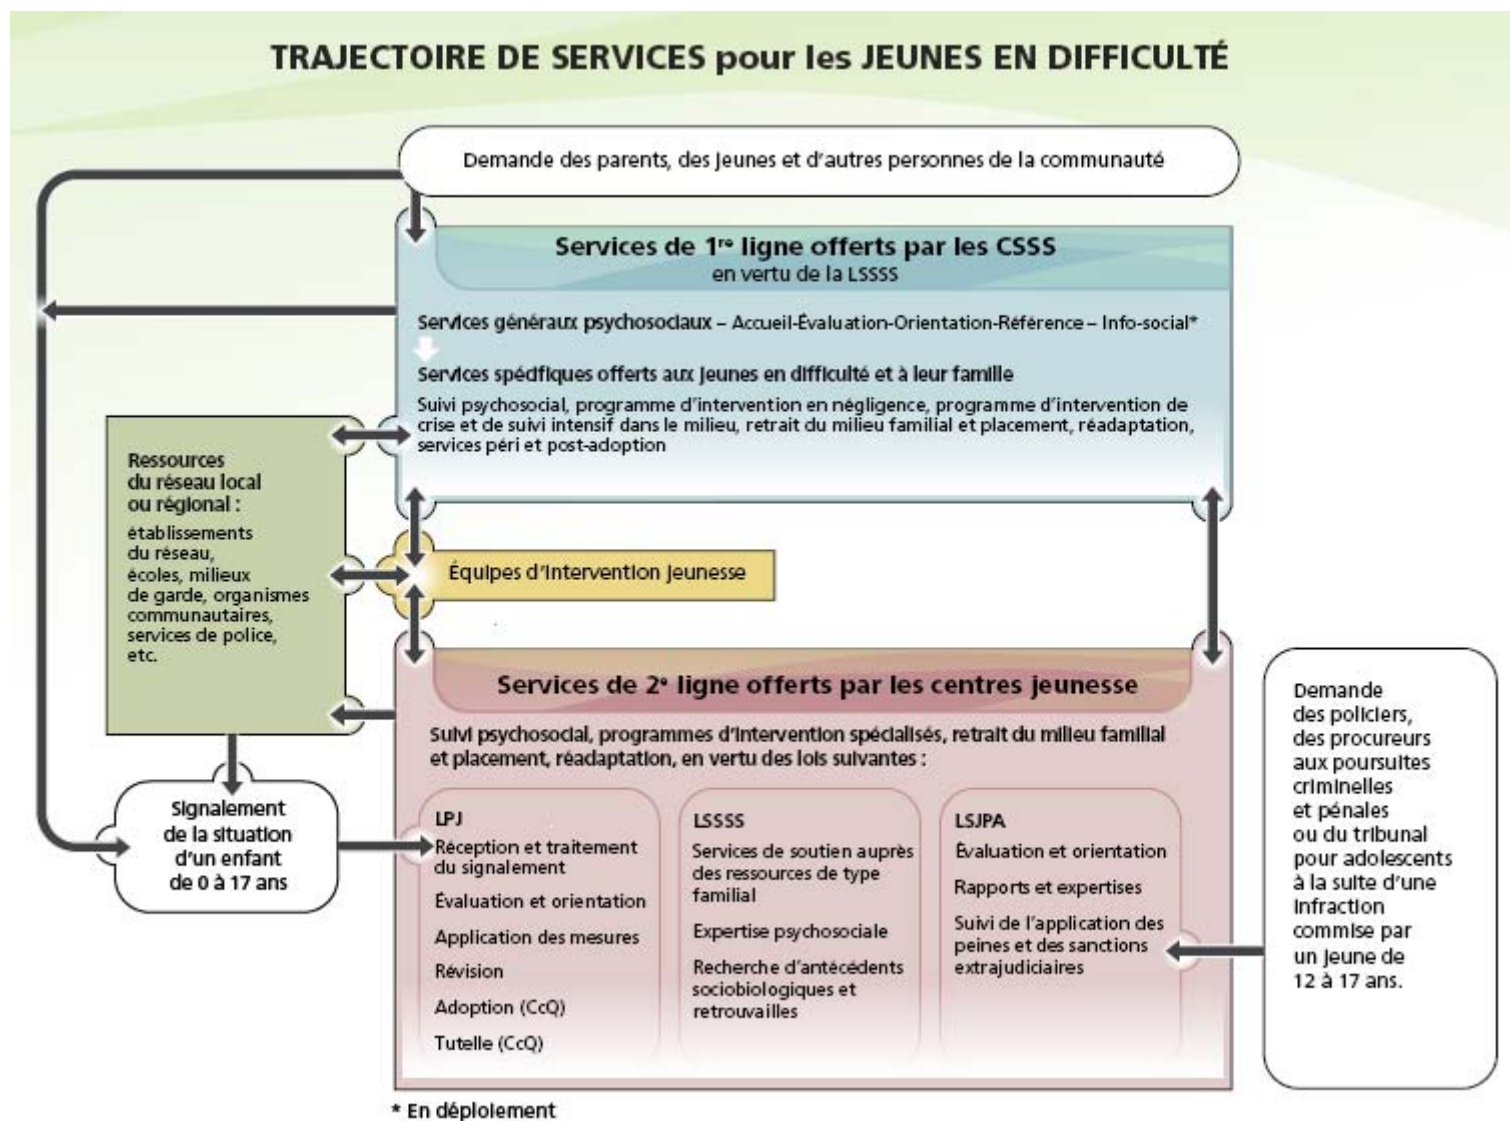 TRAJECTOIRE DE SERVICES pour les JEUNES EN DIFFICULTÉ
Demande des parents, des jeunes et d'autres personnes de la communauté
Services de 1re ligne offerts par les CSSS
en vertu de la LSSSS
Services généraux psychosociaux – Accueil-Évaluation-Orientation-Référence – Info-social*
Services spécifiques offerts aux jeunes en difficulté et à leur famille
Suivi psychosocial, programme d'intervention en négligence, programme d'intervention de
crise et de suivi intensif dans le milieu, retrait du milieu familial et placement, réadaptation,
services péri et post-adoption
Ressources
du réseau local
ou régional :
établissements
du réseau,
écoles, milieux
de garde, organismes
communautaires,
services de police,
etc.
Équipes d'intervention jeunesse
Services de 2e ligne offerts par les centres jeunesse
Suivi psychosocial, programmes d'intervention spécialisés, retrait du milieu familial
et placement, réadaptation, en vertu des lois suivantes :
Signalement
de la situation
d'un enfant
de 0 à 17 ans
LPJ
Réception et traitement
du signalement
Évaluation et orientation
Application des mesures
Révision
Adoption (CcQ)
Tutelle (CcQ)
LSSSS
Services de soutien auprès
des ressources de type
familial
Expertise psychosociale
Recherche d'antécédents
sociobiologiques et
retrouvailles
LSJPA
Évaluation et orientation
Rapports et expertises
Suivi de l'application des
peines et des sanctions
extrajudiciaires
Demande
des policiers,
des procureurs
aux poursuites
criminelles
et pénales
ou du tribunal
pour adolescents
à la suite d'une
infraction
commise par
un jeune de
12 à 17 ans.
* En déploiement